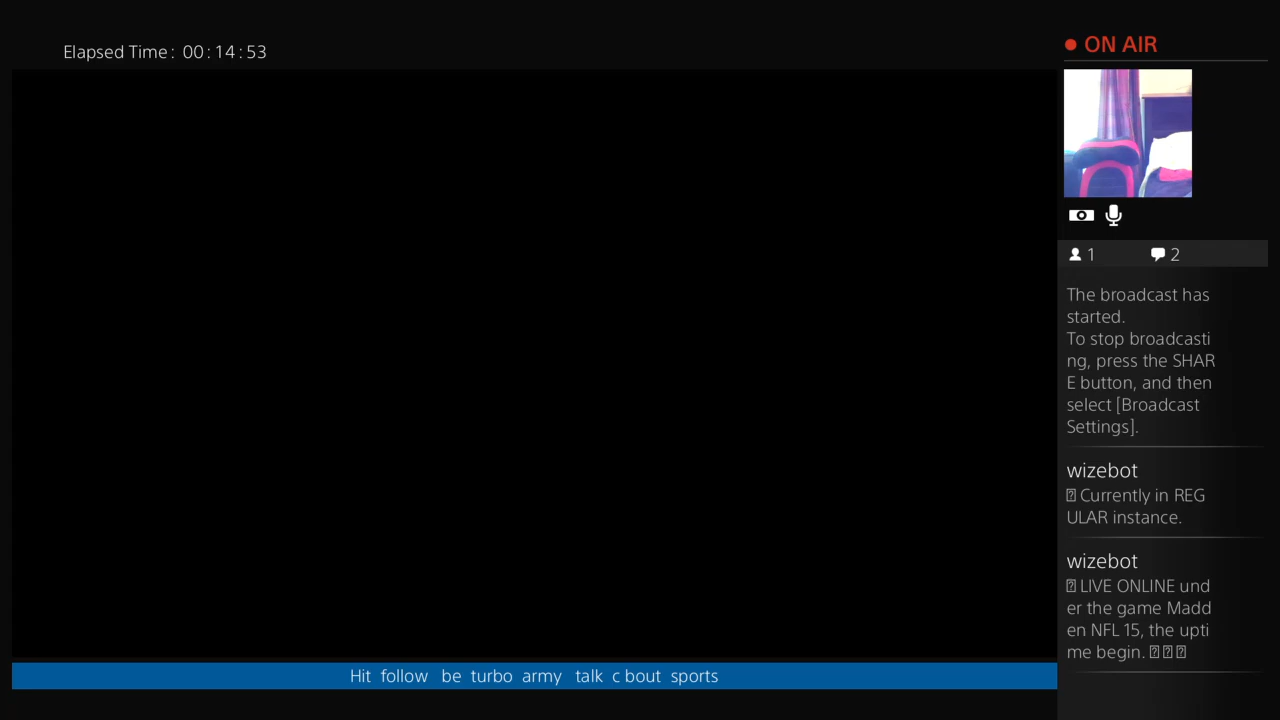 Elapsed Time: 00:14:53
ON AIR
1
2
The broadcast has
started.
To stop broadcasti
ng, press the SHAR
E button, and then
select [Broadcast
Settings].
wizebot
Currently in REG
ULAR instance.
wizebot
LIVE ONLINE und
er the game Madd
en NFL 15, the upti
me begin.
Hit follow be turbo army talk c bout sports